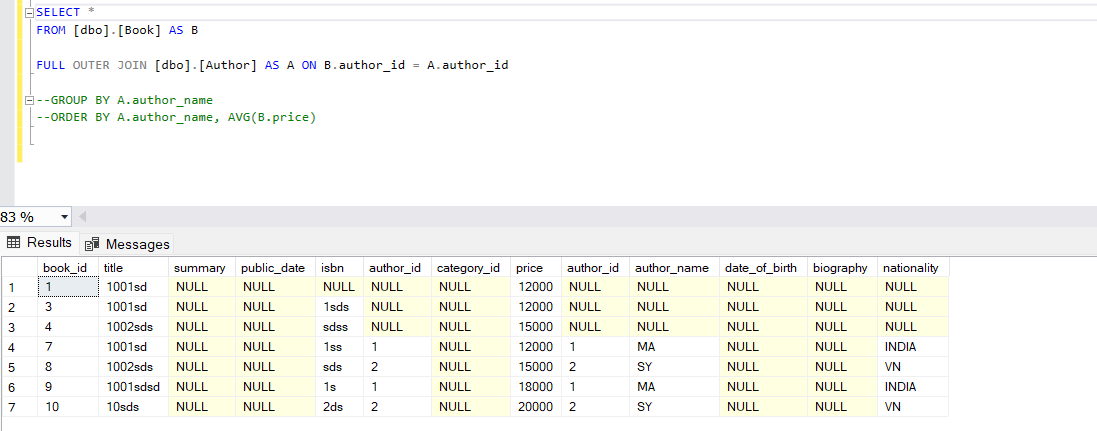 SELECT *
FROM [dbo].[Book] AS B
FULL OUTER JOIN [dbo].[Author] AS A ON B.author_id = A.author_id
--GROUP BY A.author_name
--ORDER BY A.author_name, AVG(B.price)
83 %
Results Messages
book_id title summary public_date isbn author_id category_id price author_id author_name date_of_birth biography nationality
1 1 1001sd NULL NULL NULL NULL NULL 12000 NULL NULL NULL NULL NULL
2 3 1001sd NULL NULL 1sds NULL NULL 12000 NULL NULL NULL NULL NULL
3 4 1002sds NULL NULL sdss NULL NULL 15000 NULL NULL NULL NULL NULL
4 7 1001sd NULL NULL 1ss 1 NULL 12000 1 MA NULL NULL INDIA
5 8 1002sds NULL NULL sds 2 NULL 15000 2 SY NULL NULL VN
6 9 1001sdsd NULL NULL 1s 1 NULL 18000 1 MA NULL NULL INDIA
7 10 10sds NULL NULL 2ds 2 NULL 20000 2 SY NULL NULL VN